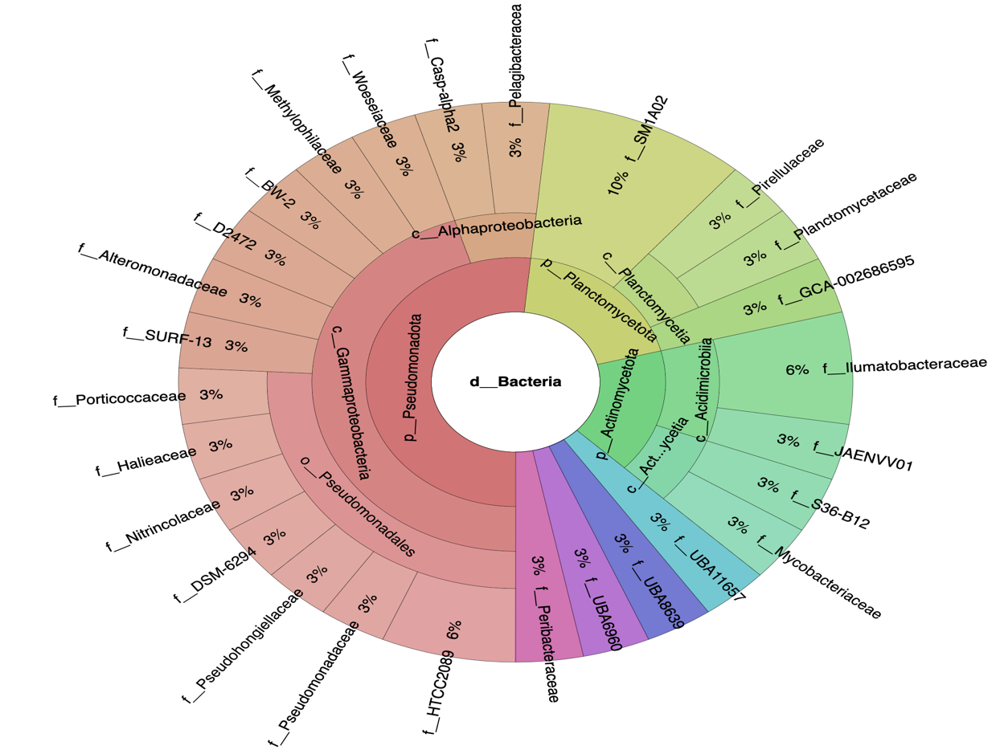 d__Bacteria
p__Pseudomonadota
c__Alphaproteobacteria
3% f__Pelagibacteracea
f__Casp-alpha2 3%
c__Gammaproteobacteria
f__Woeseiaceae 3%
f__Methylophilaceae 3%
f__BW-2 3%
f__D2472 3%
f__Alteromonadaceae 3%
f__SURF-13 3%
o__Pseudomonadales
f__Porticoccaceae 3%
f__Halieaceae 3%
f__Nitrincolaceae 3%
f__DSM-6294 3%
f__Pseudohongiellaceae 3%
f__Pseudomonadaceae 3%
f__HTCC2089 6%
p__Planctomycetota
10% f__SM1A02
c__Planctomycetia
3% f__Pirellulaceae
3% f__Planctomycetaceae
3% f__GCA-002686595
p__Actinomycetota
c__Acidimicrobiia
6% f__Ilumatobacteraceae
3% f__JAENVV01
c__Act...ycetia
3% f__S36-B12
3% f__Mycobacteriaceae
3% f__UBA11657
3% f__UBA8639
3% f__UBA6960
3% f__Peribacteraceae